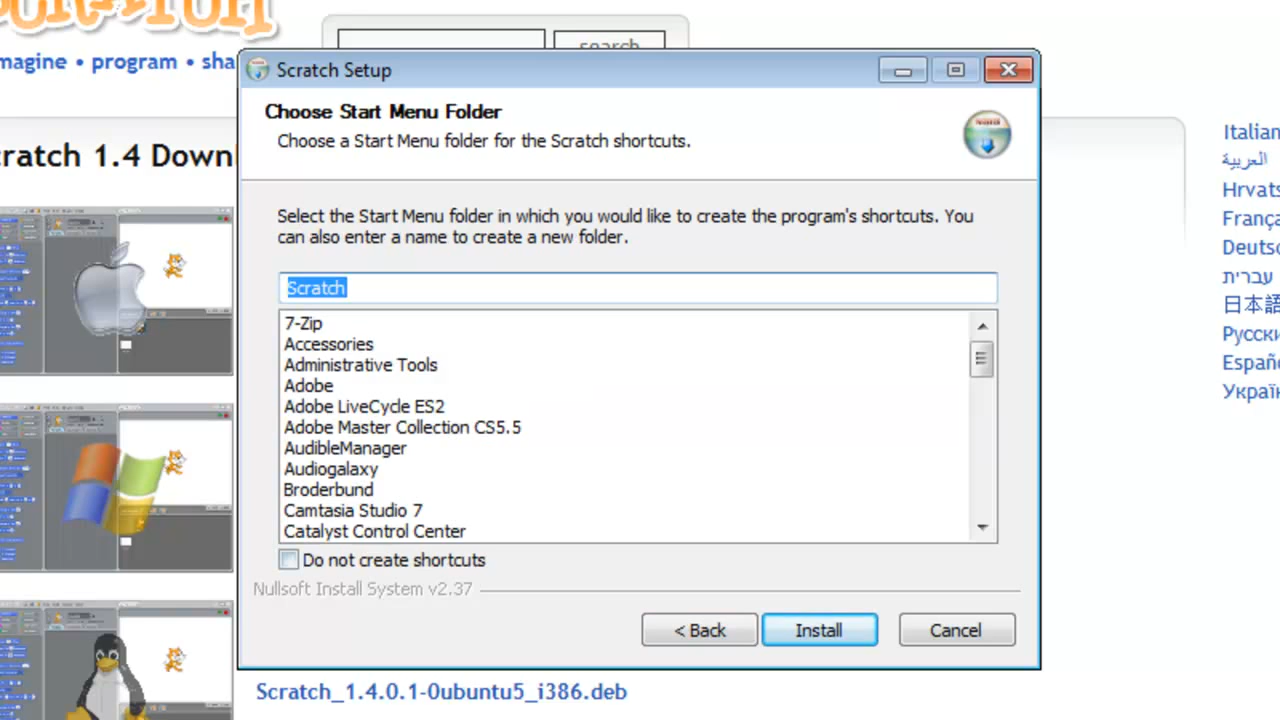 search
magine • program • sha
Scratch Setup
Choose Start Menu Folder
Choose a Start Menu folder for the Scratch shortcuts.
cratch 1.4 Down
Select the Start Menu folder in which you would like to create the program's shortcuts. You
can also enter a name to create a new folder.
Scratch
7-Zip
Accessories
Administrative Tools
Adobe
Adobe LiveCycle ES2
Adobe Master Collection CS5.5
AudibleManager
Audiogalaxy
Broderbund
Camtasia Studio 7
Catalyst Control Center
Do not create shortcuts
Nullsoft Install System v2.37
< Back
Install
Cancel
Scratch_1.4.0.1-0ubuntu5_i386.deb
Italian
العربية
Hrvats
França
Deutsc
עברית
日本語
Русски
Españo
Україн